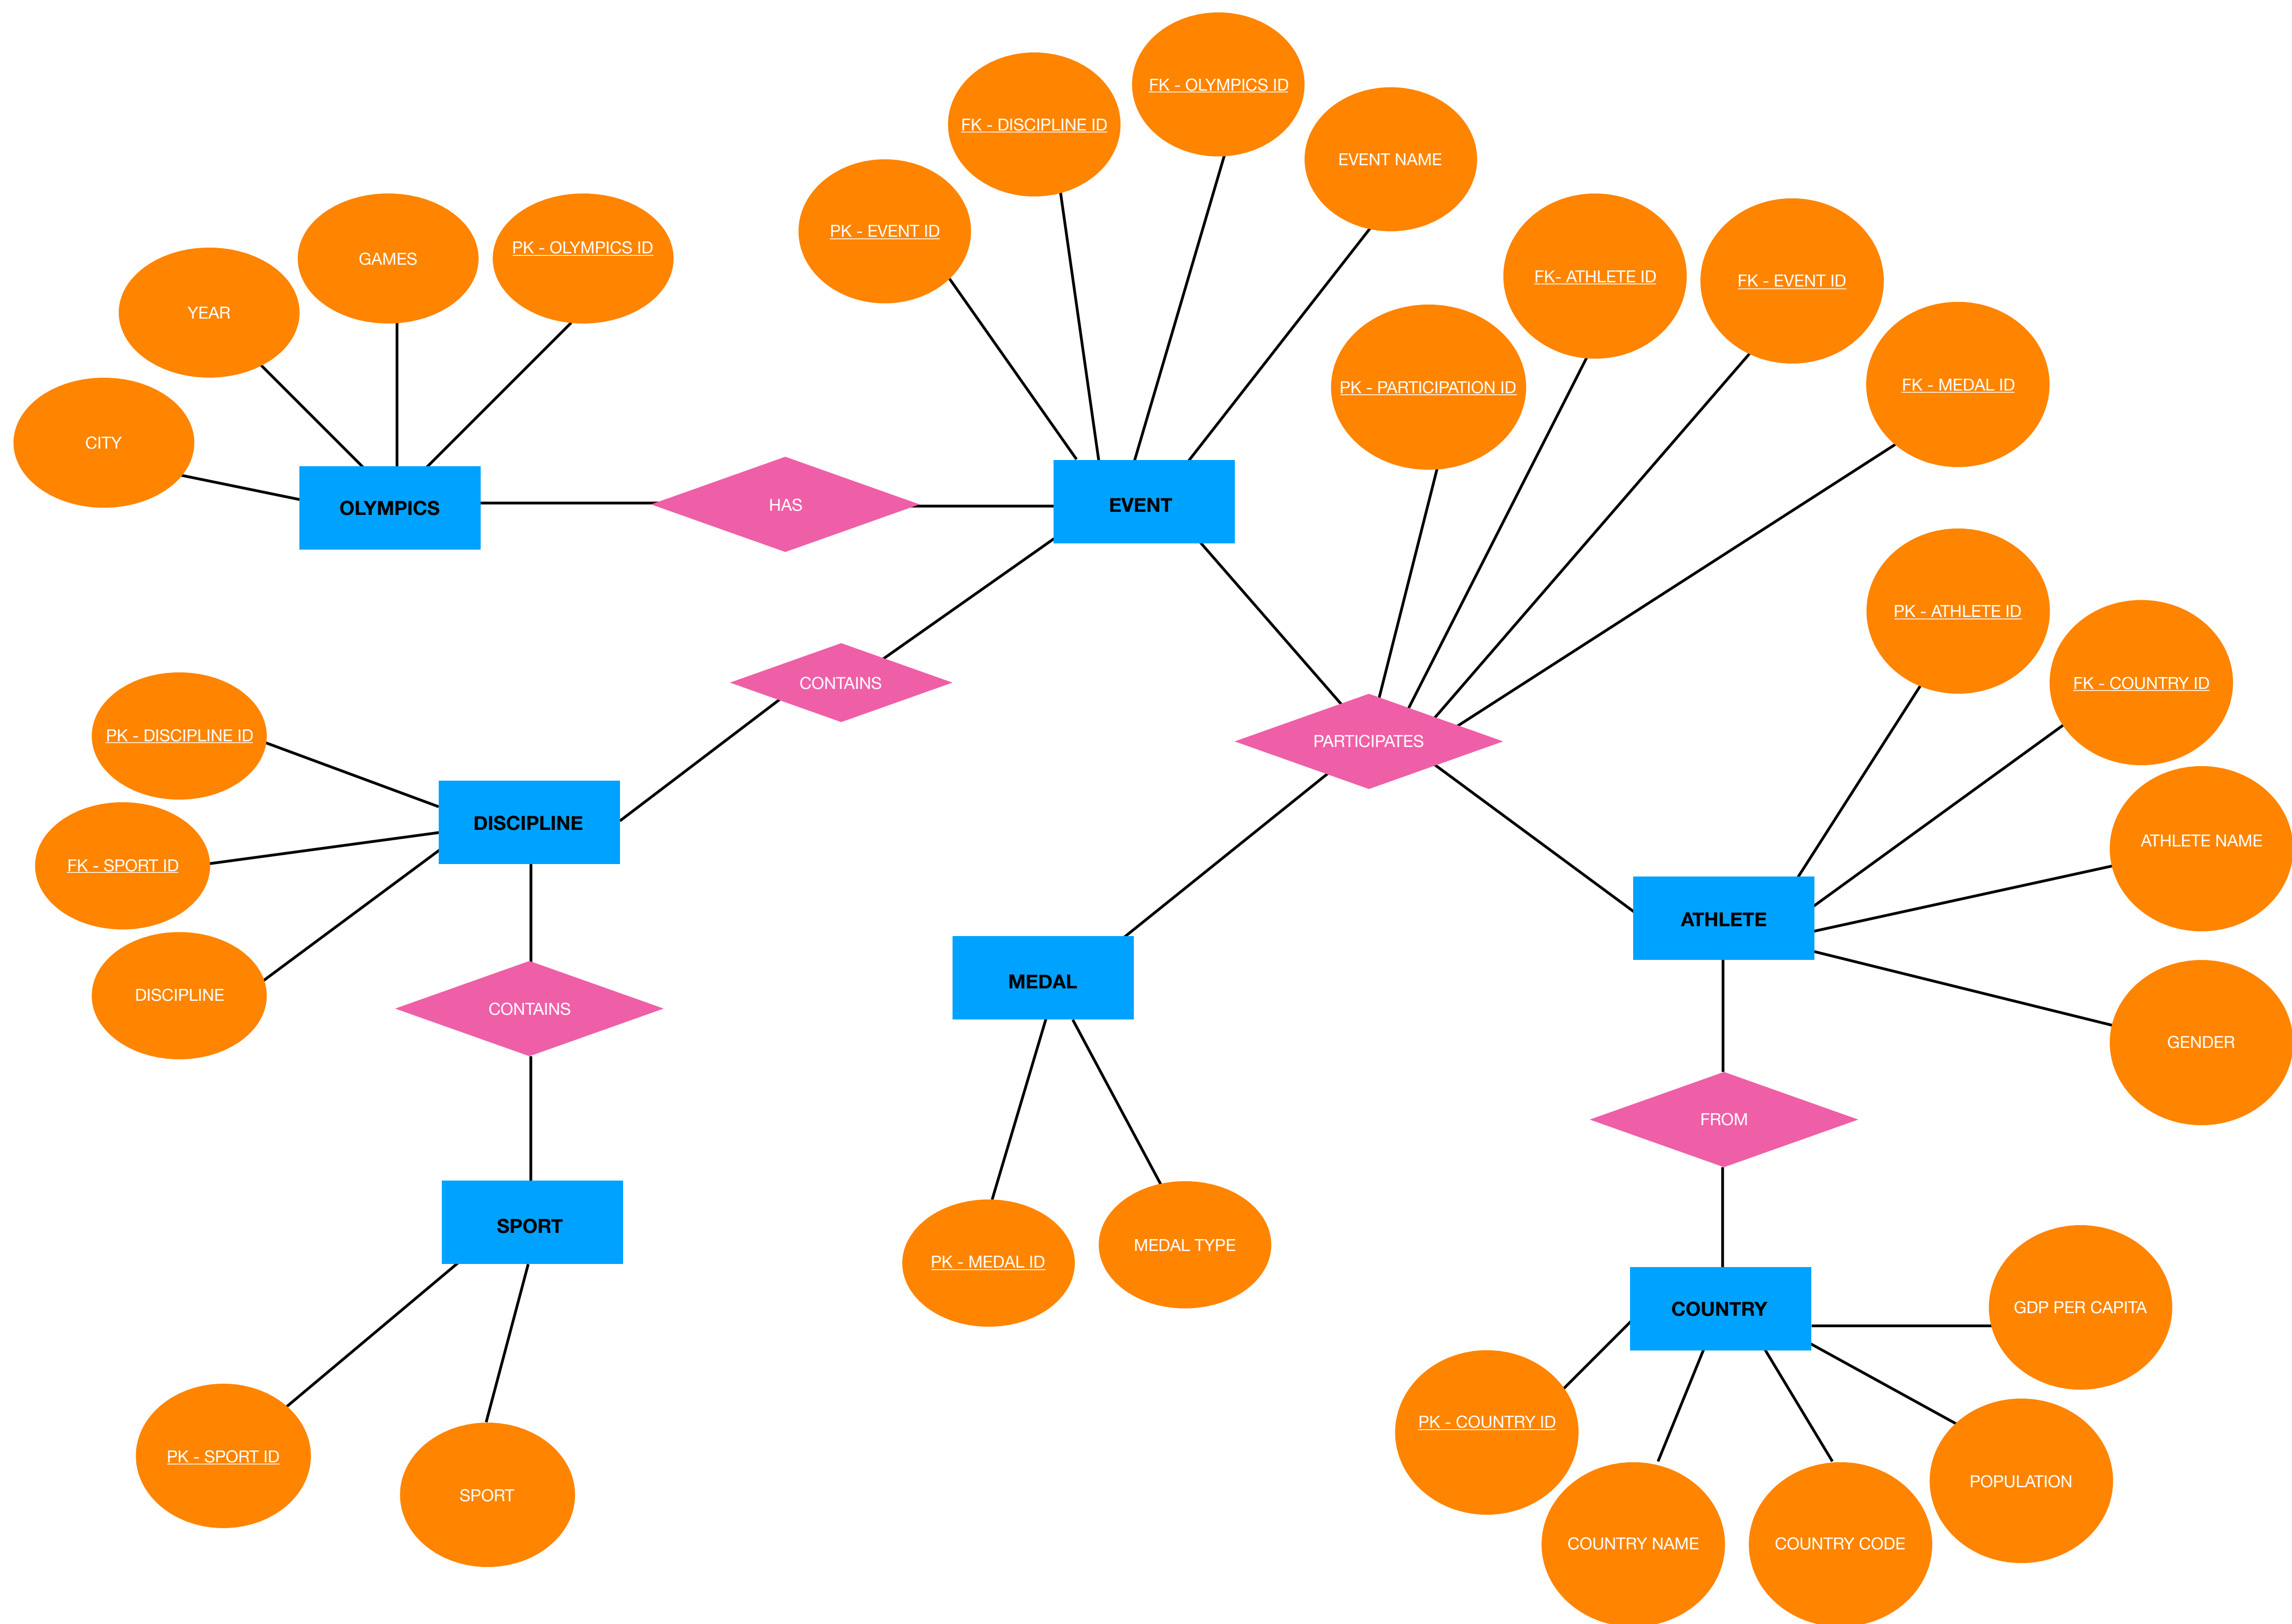 FK - OLYMPICS ID
FK - DISCIPLINE ID
EVENT NAME
PK - EVENT ID
GAMES
PK - OLYMPICS ID
YEAR
CITY
FK- ATHLETE ID
FK - EVENT ID
PK - PARTICIPATION ID
FK - MEDAL ID
OLYMPICS
HAS
EVENT
PK - ATHLETE ID
CONTAINS
FK - COUNTRY ID
PK - DISCIPLINE ID
PARTICIPATES
DISCIPLINE
ATHLETE NAME
FK - SPORT ID
ATHLETE
MEDAL
DISCIPLINE
CONTAINS
GENDER
FROM
SPORT
PK - MEDAL ID
MEDAL TYPE
COUNTRY
GDP PER CAPITA
PK - COUNTRY ID
PK - SPORT ID
SPORT
POPULATION
COUNTRY NAME
COUNTRY CODE